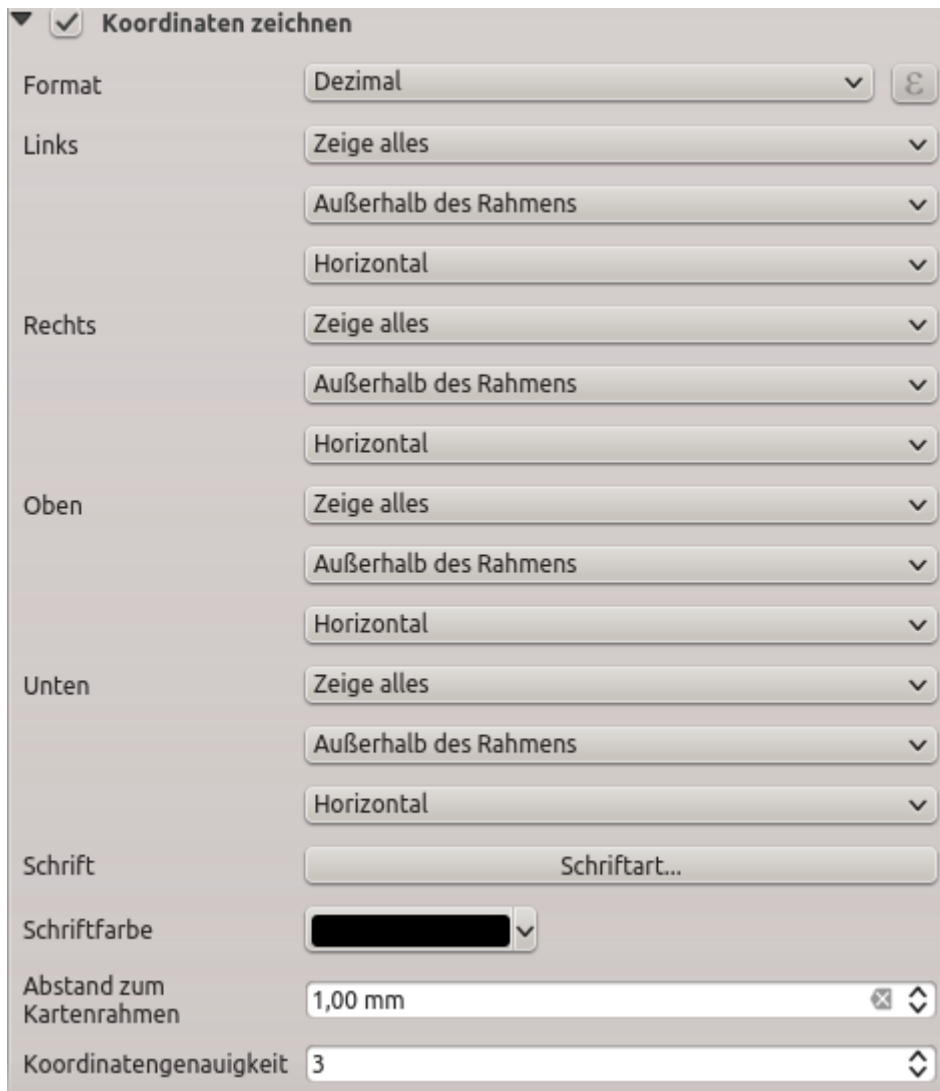 Koordinaten zeichnen
Format Dezimal ε
Links Zeige alles
Außerhalb des Rahmens
Horizontal
Rechts Zeige alles
Außerhalb des Rahmens
Horizontal
Oben Zeige alles
Außerhalb des Rahmens
Horizontal
Unten Zeige alles
Außerhalb des Rahmens
Horizontal
Schrift Schriftart...
Schriftfarbe
Abstand zum
Kartenrahmen 1,00 mm
Koordinatengenauigkeit 3